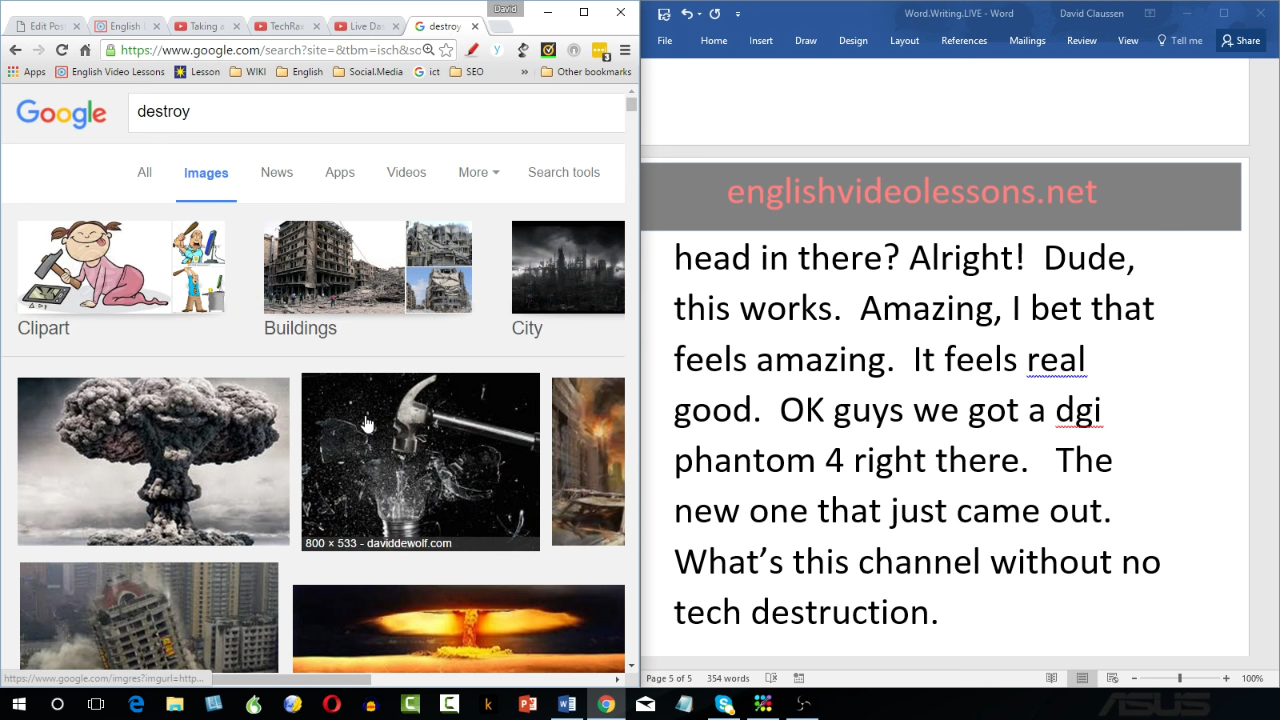 David
Edit Pos
English L
Taking a
TechRax
Live Das
destroy
https://www.google.com/search?site=&tbm=isch&so
3
Apps
English Video Lessons
Lesson
WIKI
English
Social.Media
ict
SEO
»
Other bookmarks
Google
destroy
All
Images
News
Apps
Videos
More
Search tools
Clipart
Buildings
City
800 × 533 - daviddewolf.com
https://www.google.com/imgres?imgurl=http...
Word.Writing.LIVE - Word
David Claussen
File
Home
Insert
Draw
Design
Layout
References
Mailings
Review
View
Tell me
Share
englishvideolessons.net
head in there? Alright!  Dude,
this works.  Amazing, I bet that
feels amazing.  It feels real
good.  OK guys we got a dgi
phantom 4 right there.   The
new one that just came out.
What’s this channel without no
tech destruction.
Page 5 of 5
354 words
100%
ASUS